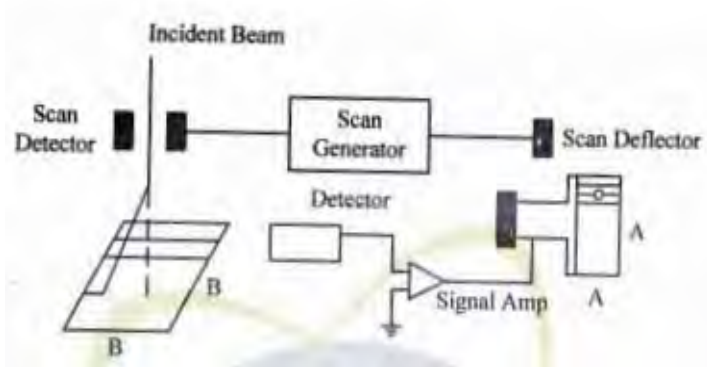 Incident Beam
Scan
Detector
Scan
Generator
Scan Deflector
Detector
A
B
Signal Amp
A
B